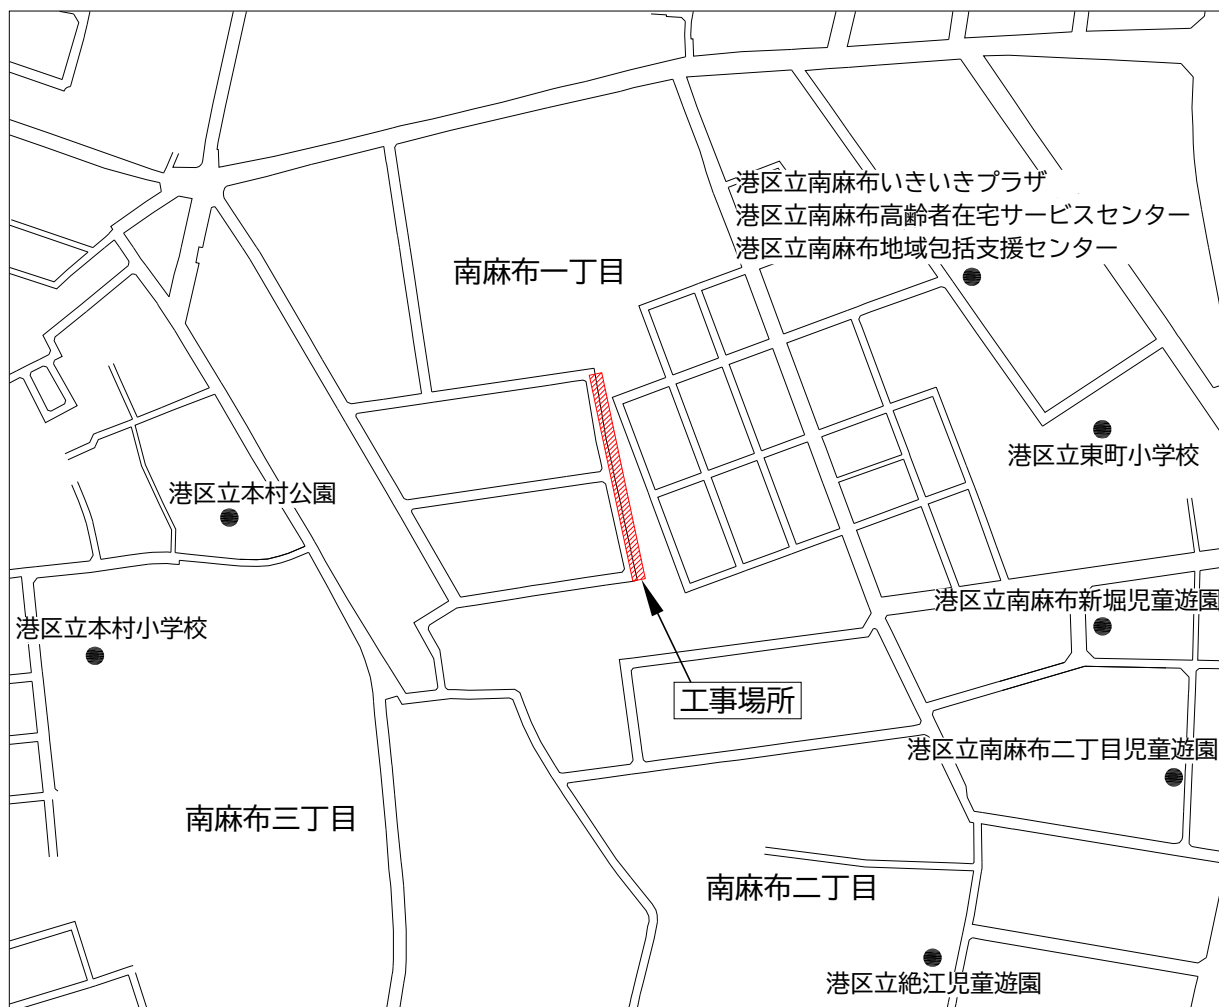 港区立南麻布いきいきプラザ
港区立南麻布高齢者在宅サービスセンター
港区立南麻布地域包括支援センター
南麻布一丁目
港区立東町小学校
港区立本村公園
港区立南麻布新堀児童遊園
港区立本村小学校
工事場所
港区立南麻布二丁目児童遊園
南麻布三丁目
南麻布二丁目
港区立絶江児童遊園